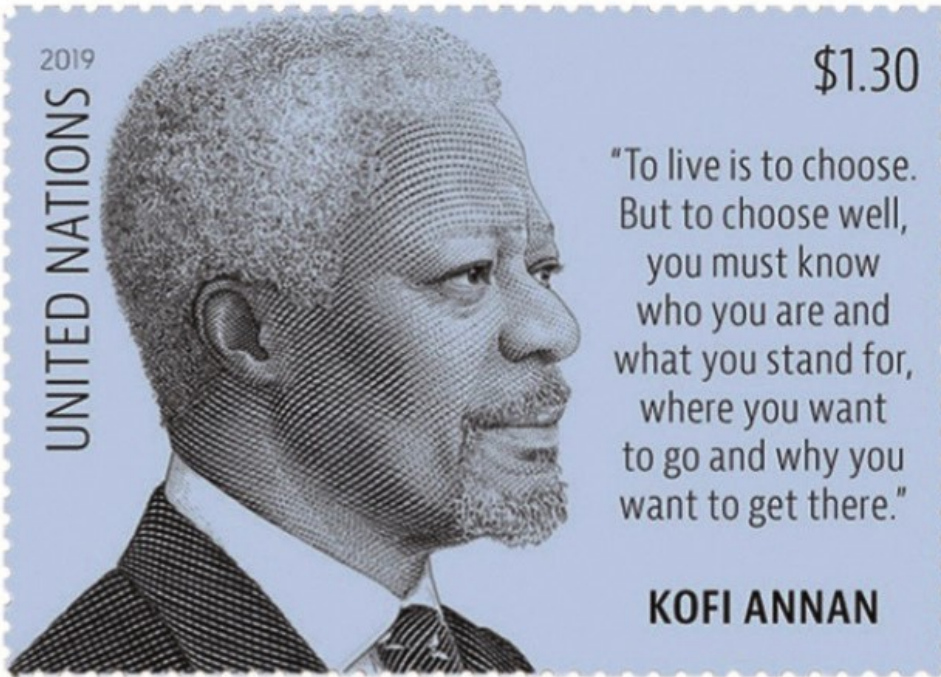 2019
UNITED NATIONS
$1.30
“To live is to choose.
But to choose well,
you must know
who you are and
what you stand for,
where you want
to go and why you
want to get there.”
KOFI ANNAN